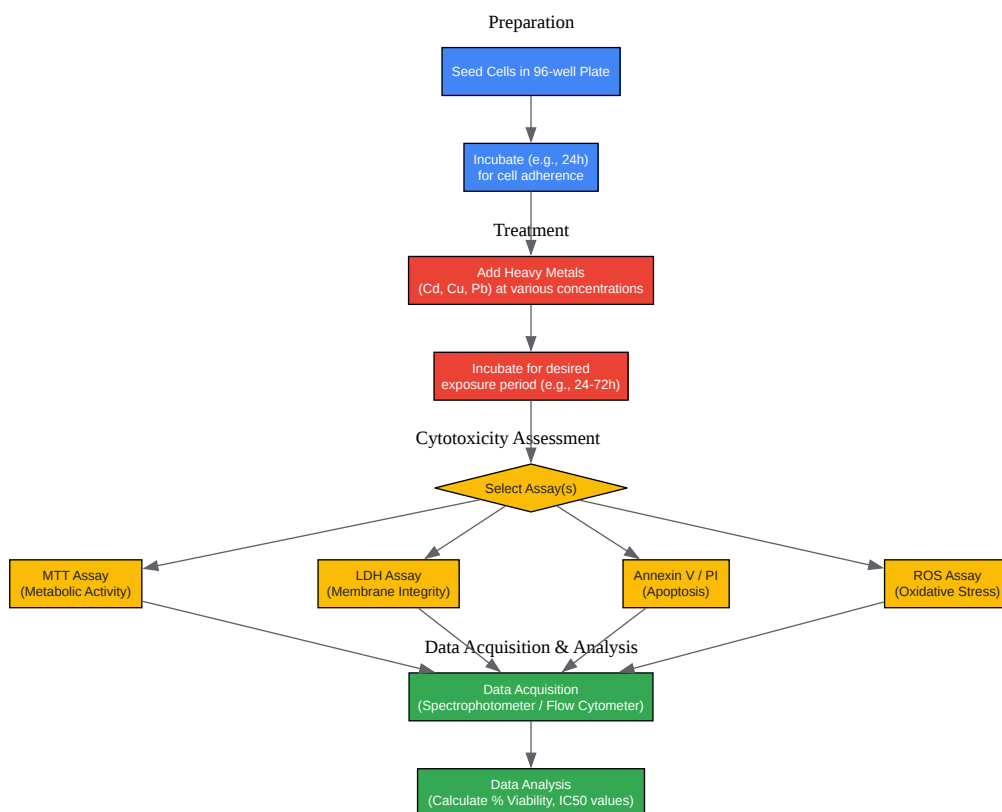 Preparation
Seed Cells in 96-well Plate
Incubate (e.g., 24h)
for cell adherence
Treatment
Add Heavy Metals
(Cd, Cu, Pb) at various concentrations
Incubate for desired
exposure period (e.g., 24-72h)
Cytotoxicity Assessment
Select Assay(s)
MTT Assay
(Metabolic Activity)
LDH Assay
(Membrane Integrity)
Annexin V / PI
(Apoptosis)
ROS Assay
(Oxidative Stress)
Data Acquisition & Analysis
Data Acquisition
(Spectrophotometer / Flow Cytometer)
Data Analysis
(Calculate % Viability, IC50 values)